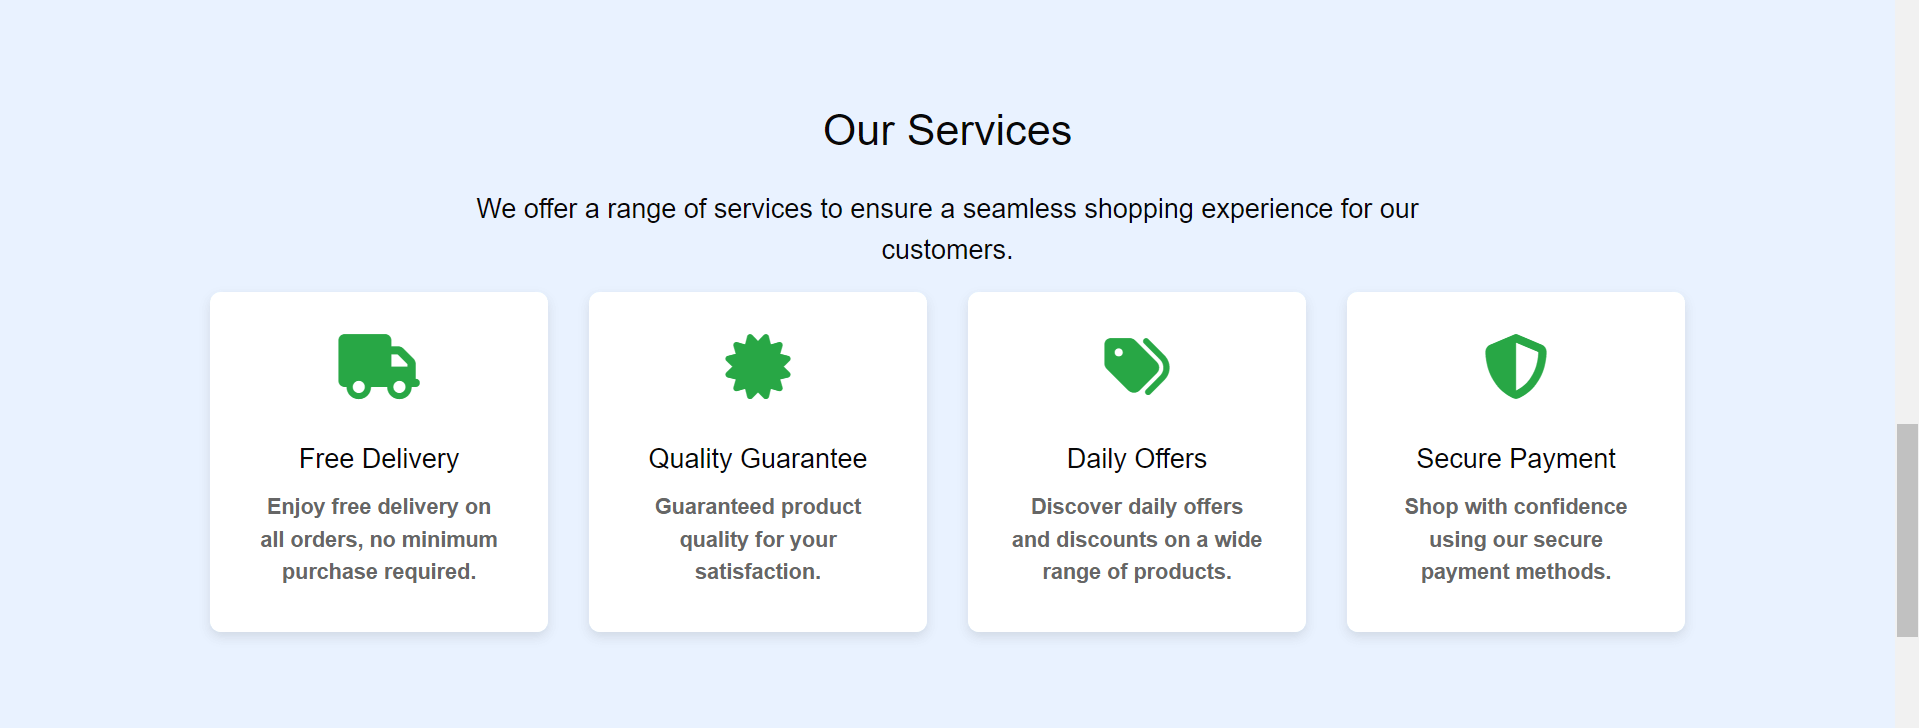 Our Services
We offer a range of services to ensure a seamless shopping experience for our
customers.
Free Delivery
Enjoy free delivery on
all orders, no minimum
purchase required.
Quality Guarantee
Guaranteed product
quality for your
satisfaction.
Daily Offers
Discover daily offers
and discounts on a wide
range of products.
Secure Payment
Shop with confidence
using our secure
payment methods.